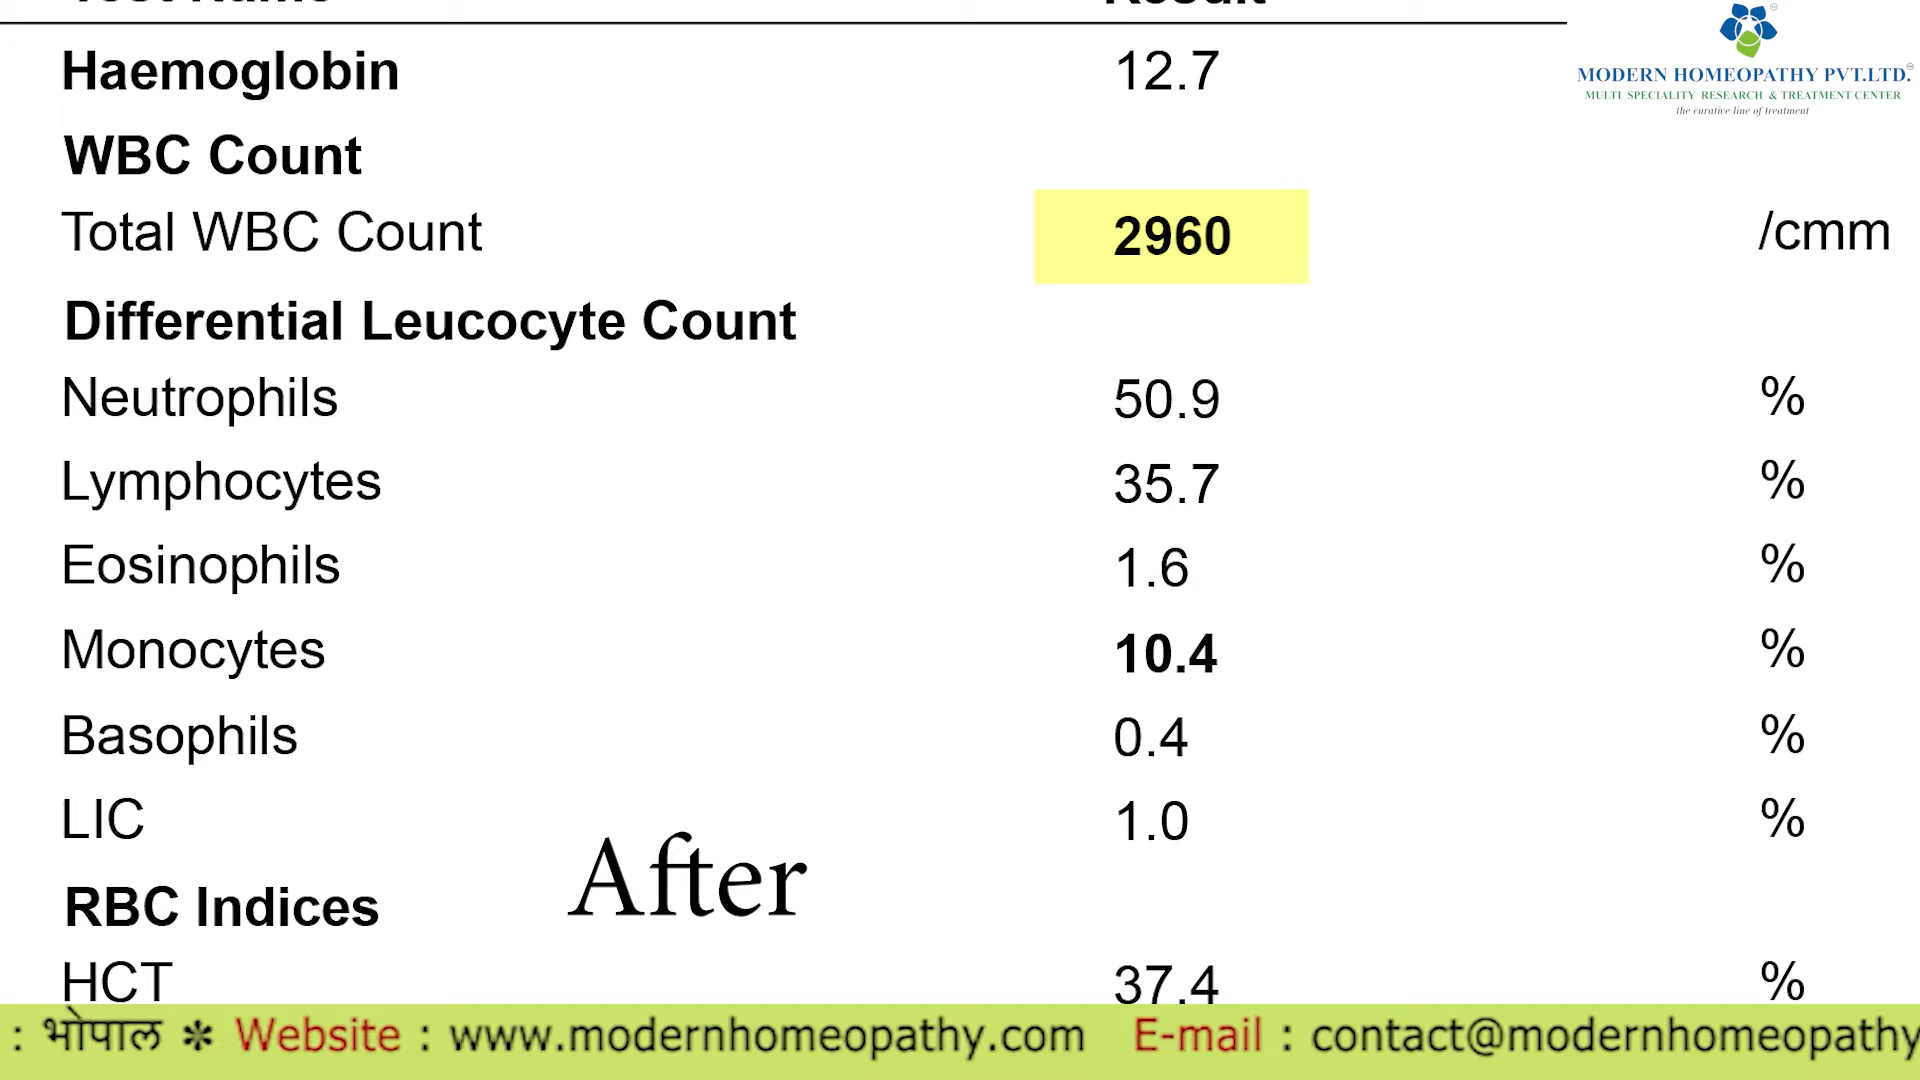 Test Name Result
Haemoglobin 12.7
WBC Count
Total WBC Count 2960 /cmm
Differential Leucocyte Count
Neutrophils 50.9 %
Lymphocytes 35.7 %
Eosinophils 1.6 %
Monocytes 10.4 %
Basophils 0.4 %
LIC 1.0 %
After
RBC Indices
HCT 37.4 %
MODERN HOMEOPATHY PVT.LTD.
MULTI SPECIALITY RESEARCH & TREATMENT CENTER
the curative line of treatment
: भोपाल * Website : www.modernhomeopathy.com E-mail : contact@modernhomeopathy